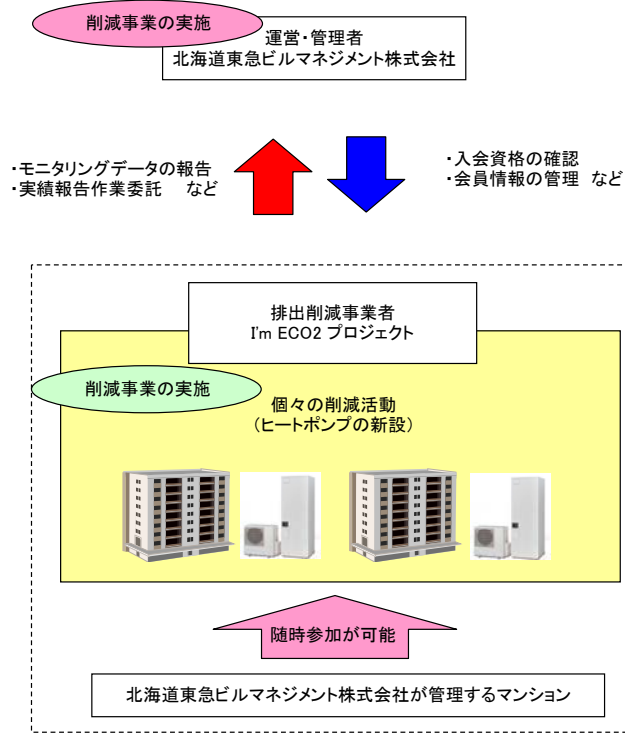 削減事業の実施
運営・管理者
北海道東急ビルマネジメント株式会社
・モニタリングデータの報告
・実績報告作業委託　など
・入会資格の確認
・会員情報の管理　など
排出削減事業者
I'm ECO2 プロジェクト
削減事業の実施
個々の削減活動
（ヒートポンプの新設）
随時参加が可能
北海道東急ビルマネジメント株式会社が管理するマンション